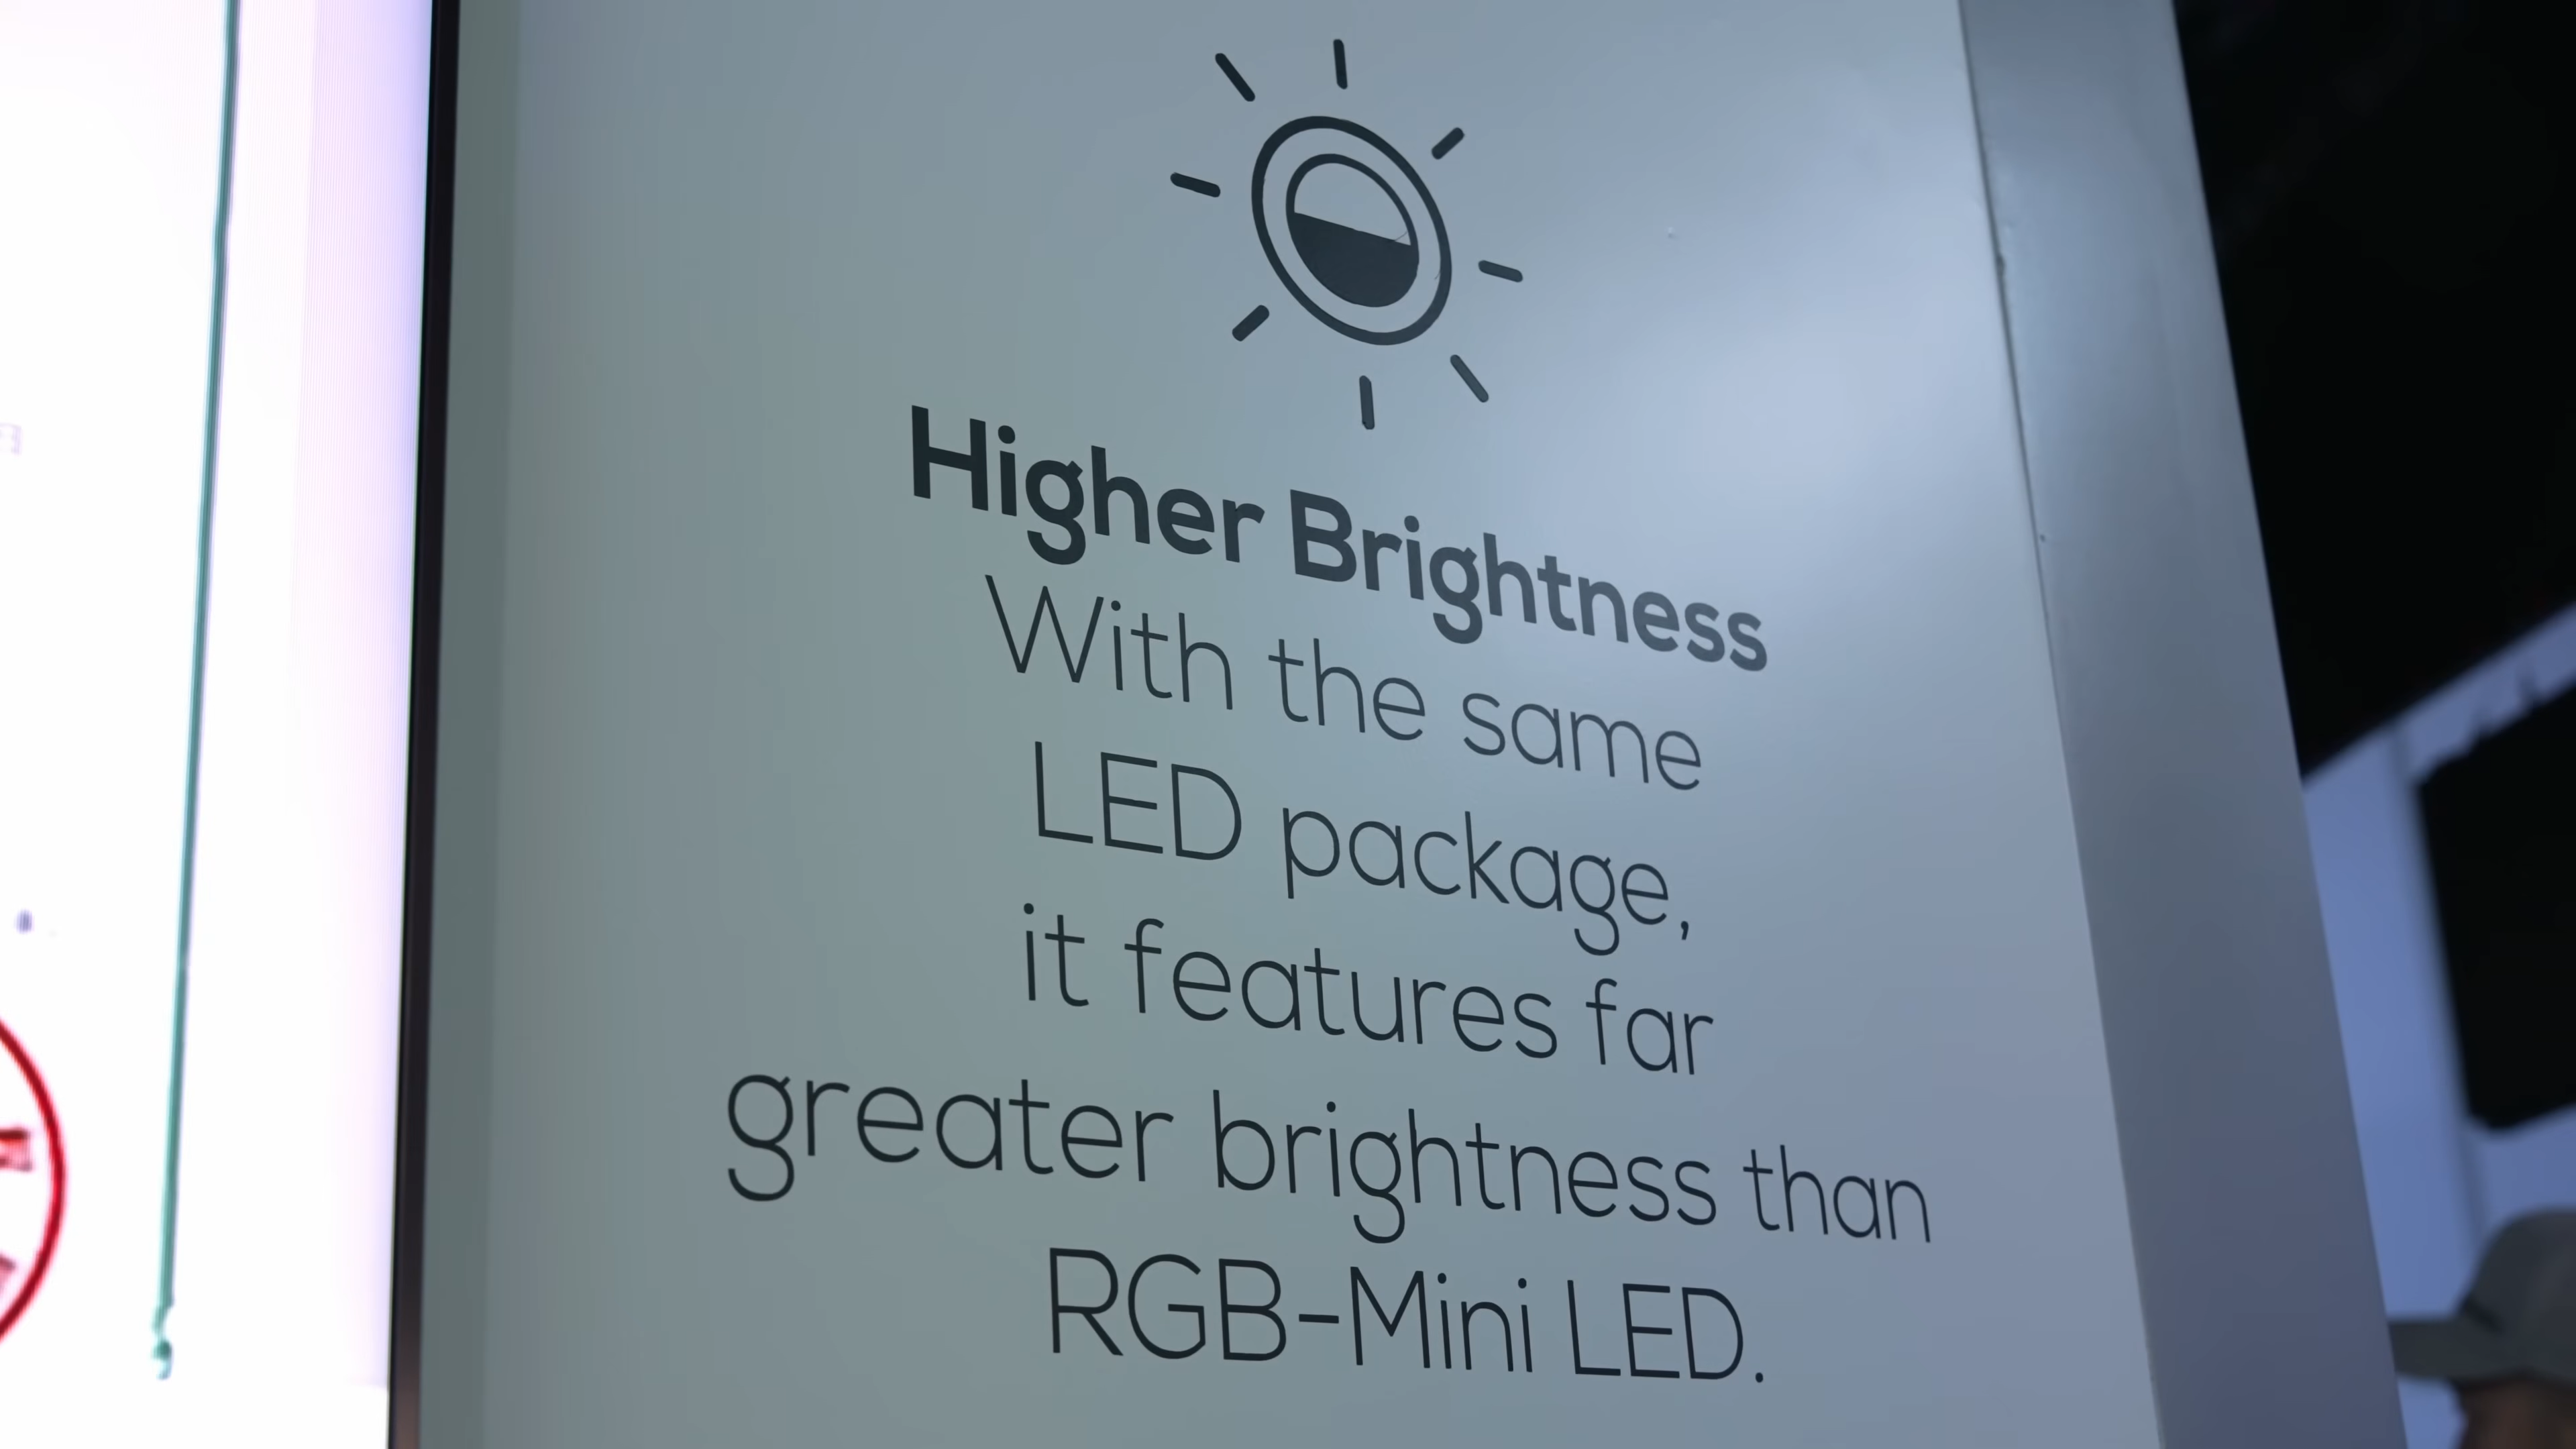 Higher Brightness
With the same
LED package,
it features far
greater brightness than
RGB-Mini LED.